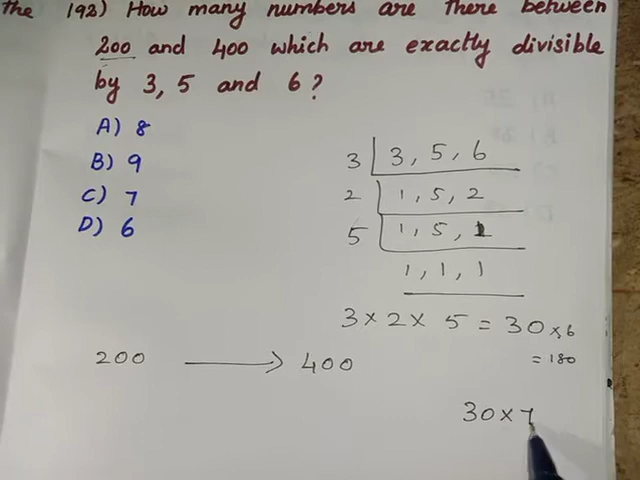 the 192) How many numbers are there between
200 and 400 which are exactly divisible
by 3, 5 and 6?
A) 8
B) 9
C) 7
D) 6
3 3, 5, 6
2 1, 5, 2
5 1, 5, 1
1, 1, 1
3 × 2 × 5 = 30 × 6
= 180
200 → 400
30 × 7